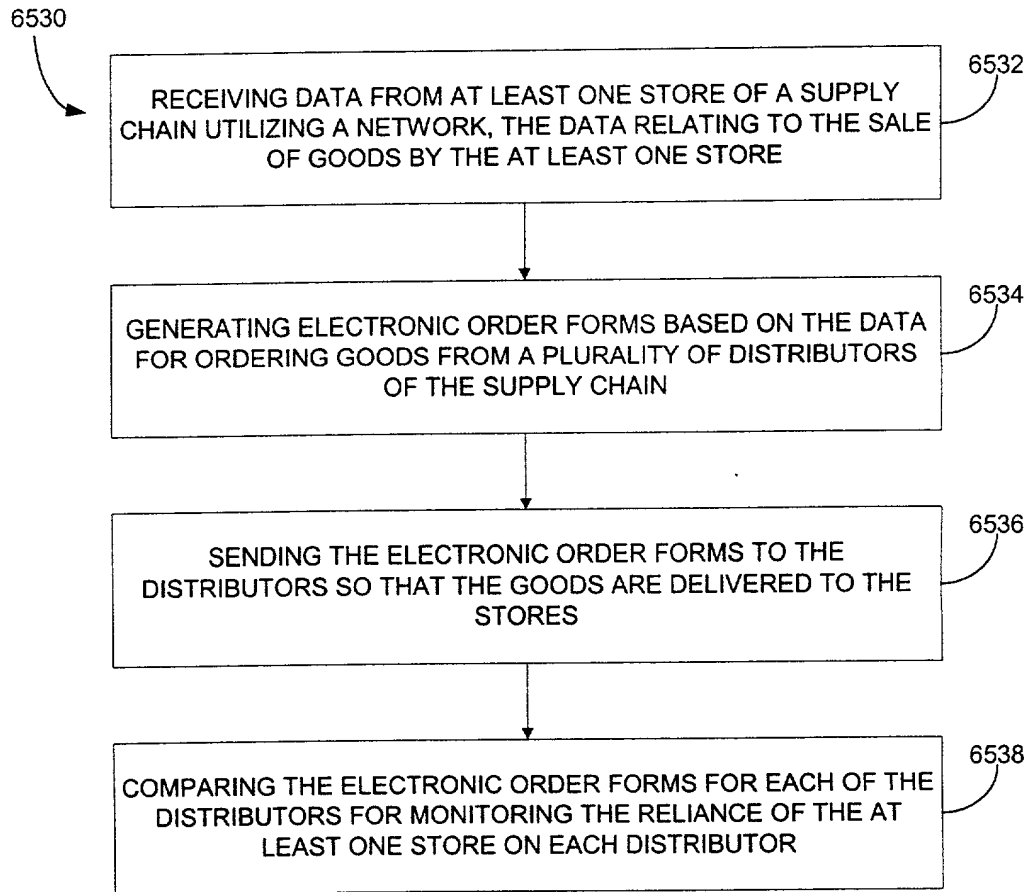 6530
6532
RECEIVING DATA FROM AT LEAST ONE STORE OF A SUPPLY
CHAIN UTILIZING A NETWORK, THE DATA RELATING TO THE SALE
OF GOODS BY THE AT LEAST ONE STORE
6534
GENERATING ELECTRONIC ORDER FORMS BASED ON THE DATA
FOR ORDERING GOODS FROM A PLURALITY OF DISTRIBUTORS
OF THE SUPPLY CHAIN
6536
SENDING THE ELECTRONIC ORDER FORMS TO THE
DISTRIBUTORS SO THAT THE GOODS ARE DELIVERED TO THE
STORES
6538
COMPARING THE ELECTRONIC ORDER FORMS FOR EACH OF THE
DISTRIBUTORS FOR MONITORING THE RELIANCE OF THE AT
LEAST ONE STORE ON EACH DISTRIBUTOR